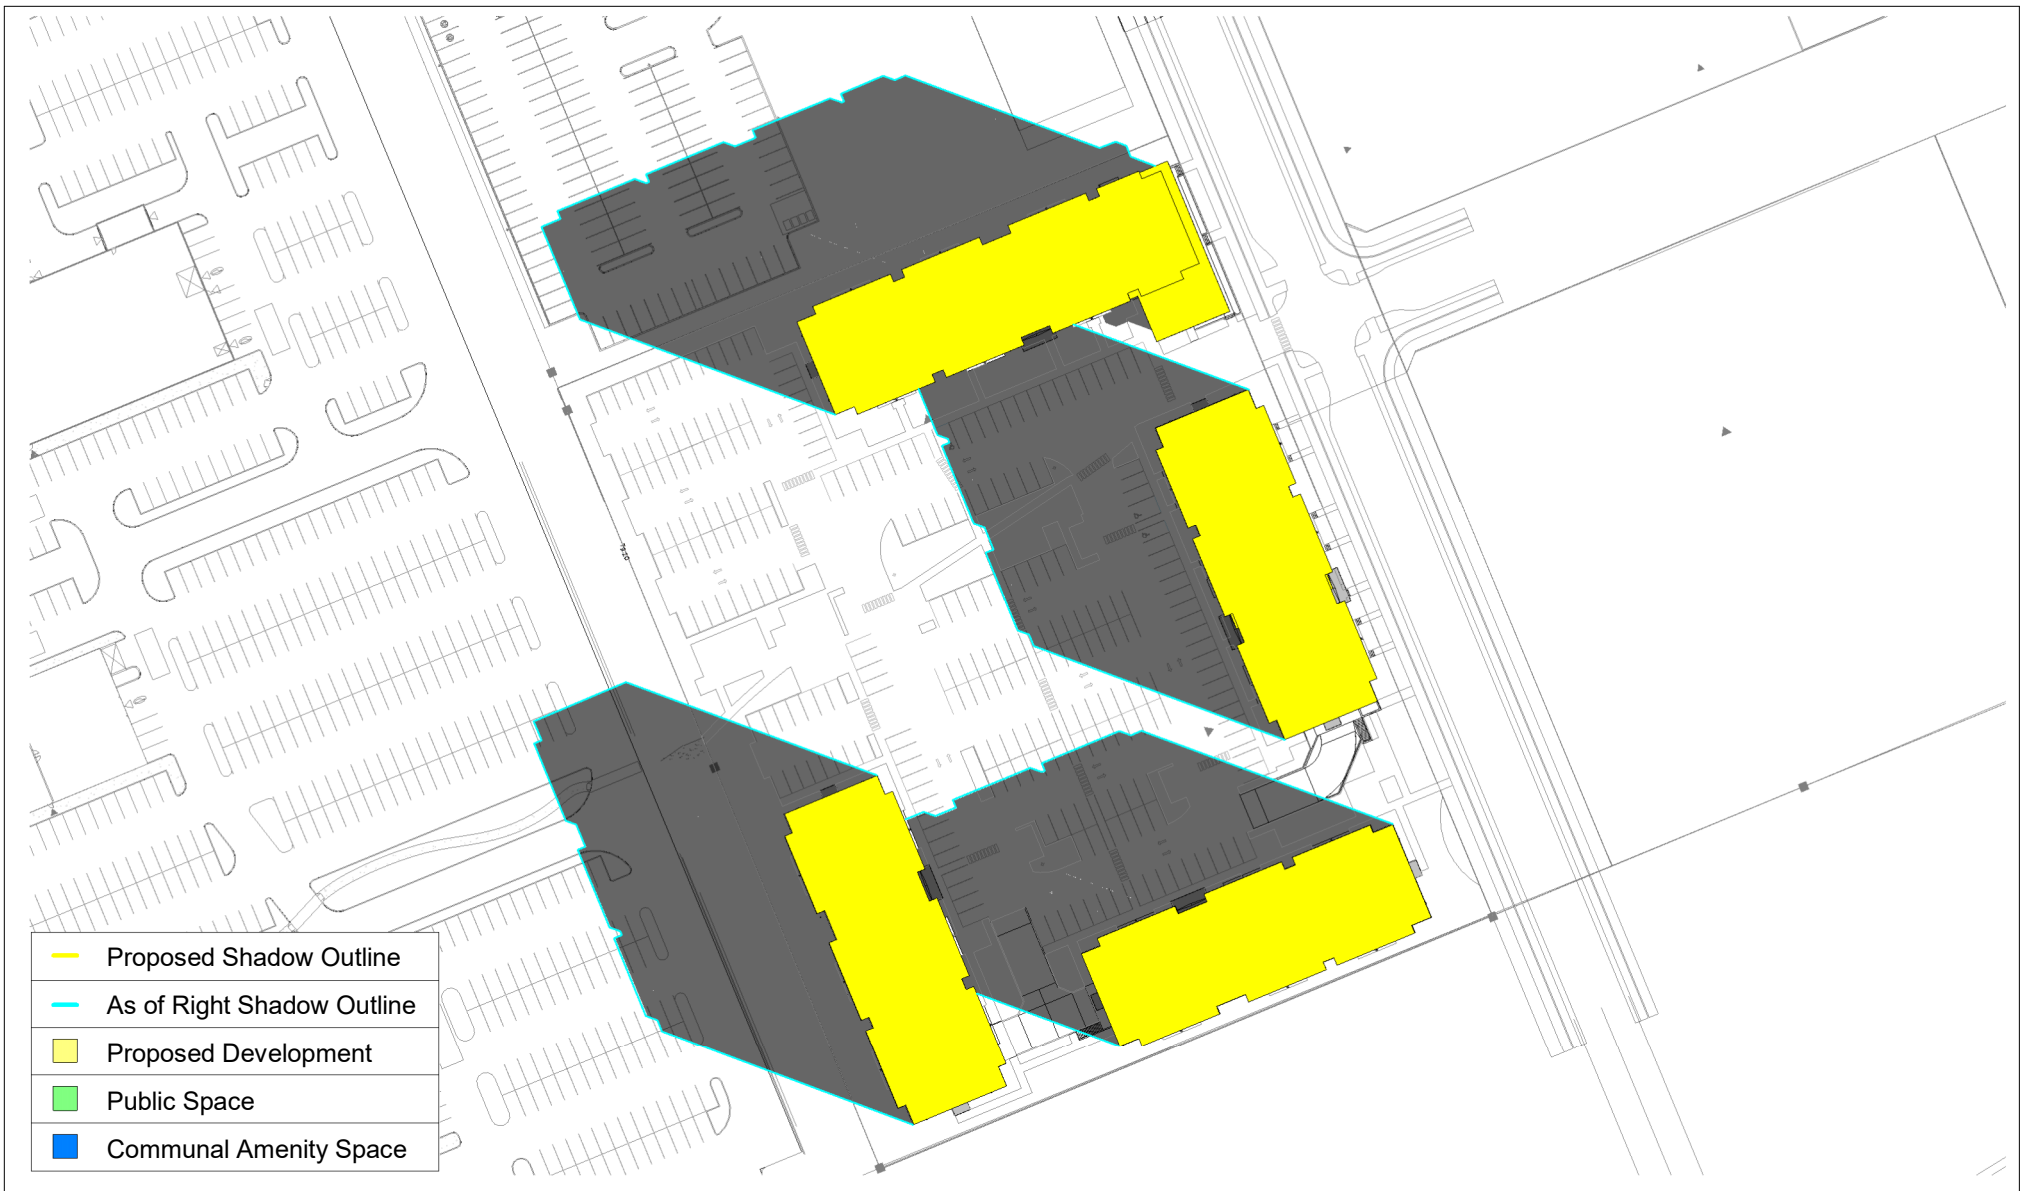 Proposed Shadow Outline
As of Right Shadow Outline
Proposed Development
Public Space
Communal Amenity Space